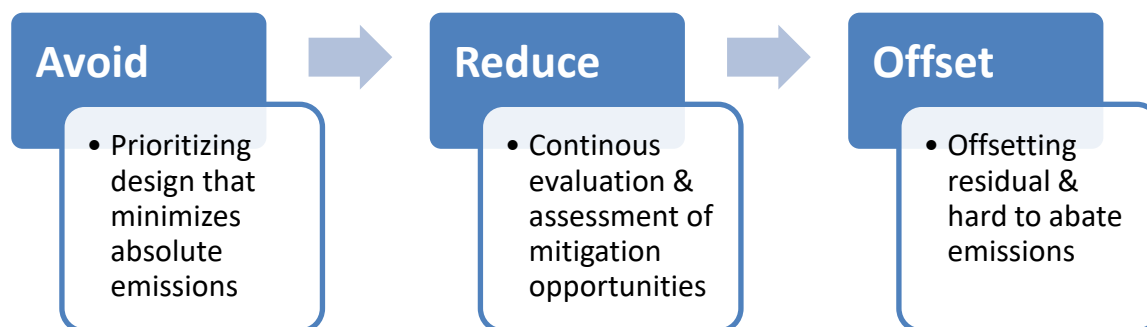 Avoid
• Prioritizing
design that
minimizes
absolute
emissions
Reduce
• Continous
evaluation &
assessment of
mitigation
opportunities
Offset
• Offsetting
residual &
hard to abate
emissions